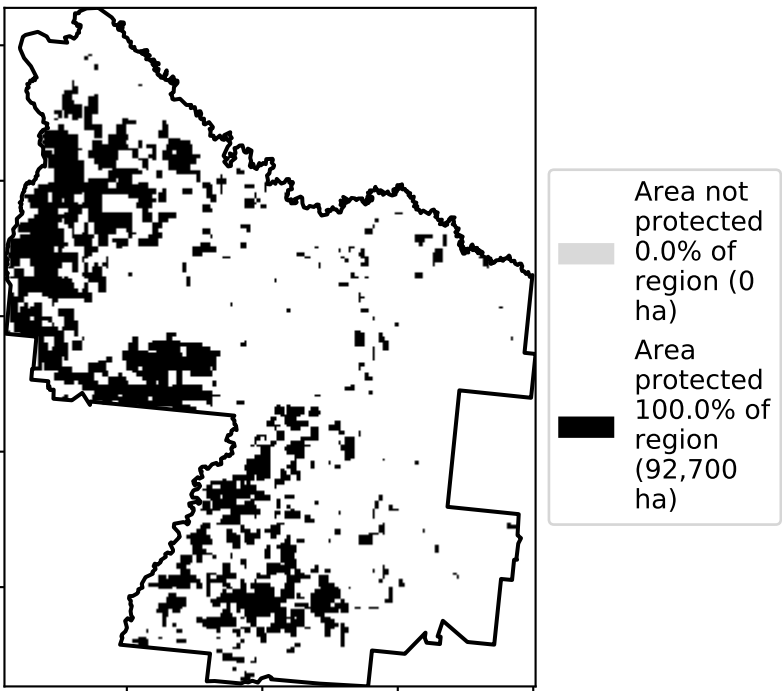 Area not
protected
0.0% of
region (0
ha)
Area
protected
100.0% of
region
(92,700
ha)